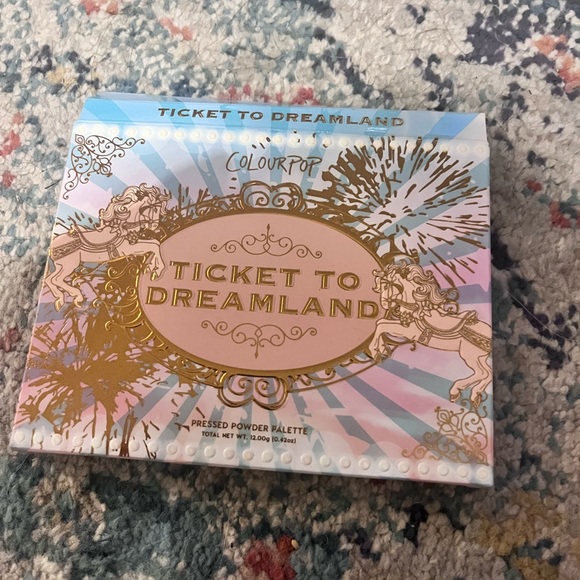 TICKET TO DREAMLAND
COLOURPOP
TICKET TO
DREAMLAND
PRESSED POWDER PALETTE
TOTAL NET WT. 12.00g (0.42oz)